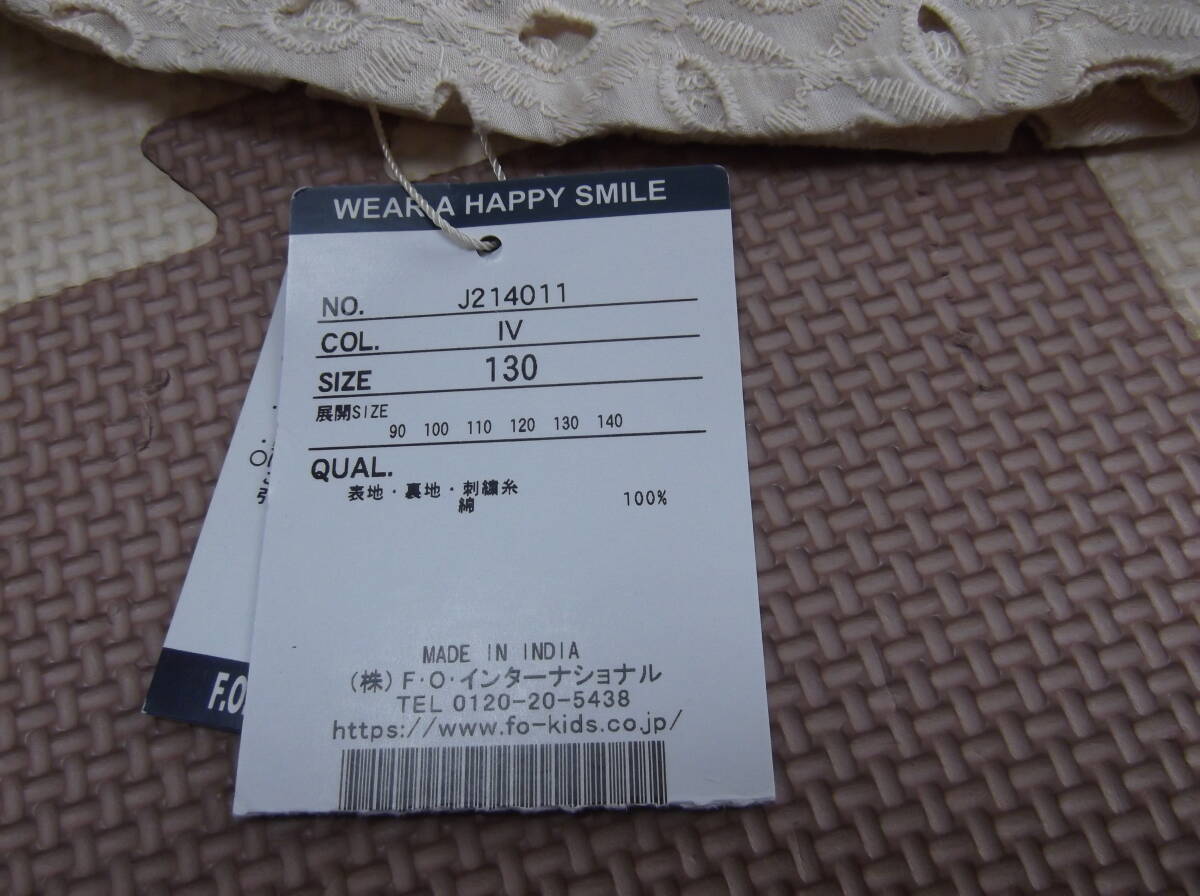 WEAR A HAPPY SMILE
NO. J214011
COL. IV
SIZE 130
展開SIZE
90 100 110 120 130 140
QUAL.
表地・裏地・刺繍糸
綿 100%
MADE IN INDIA
(株)F・O・インターナショナル
TEL 0120-20-5438
https://www.fo-kids.co.jp/
F.O.